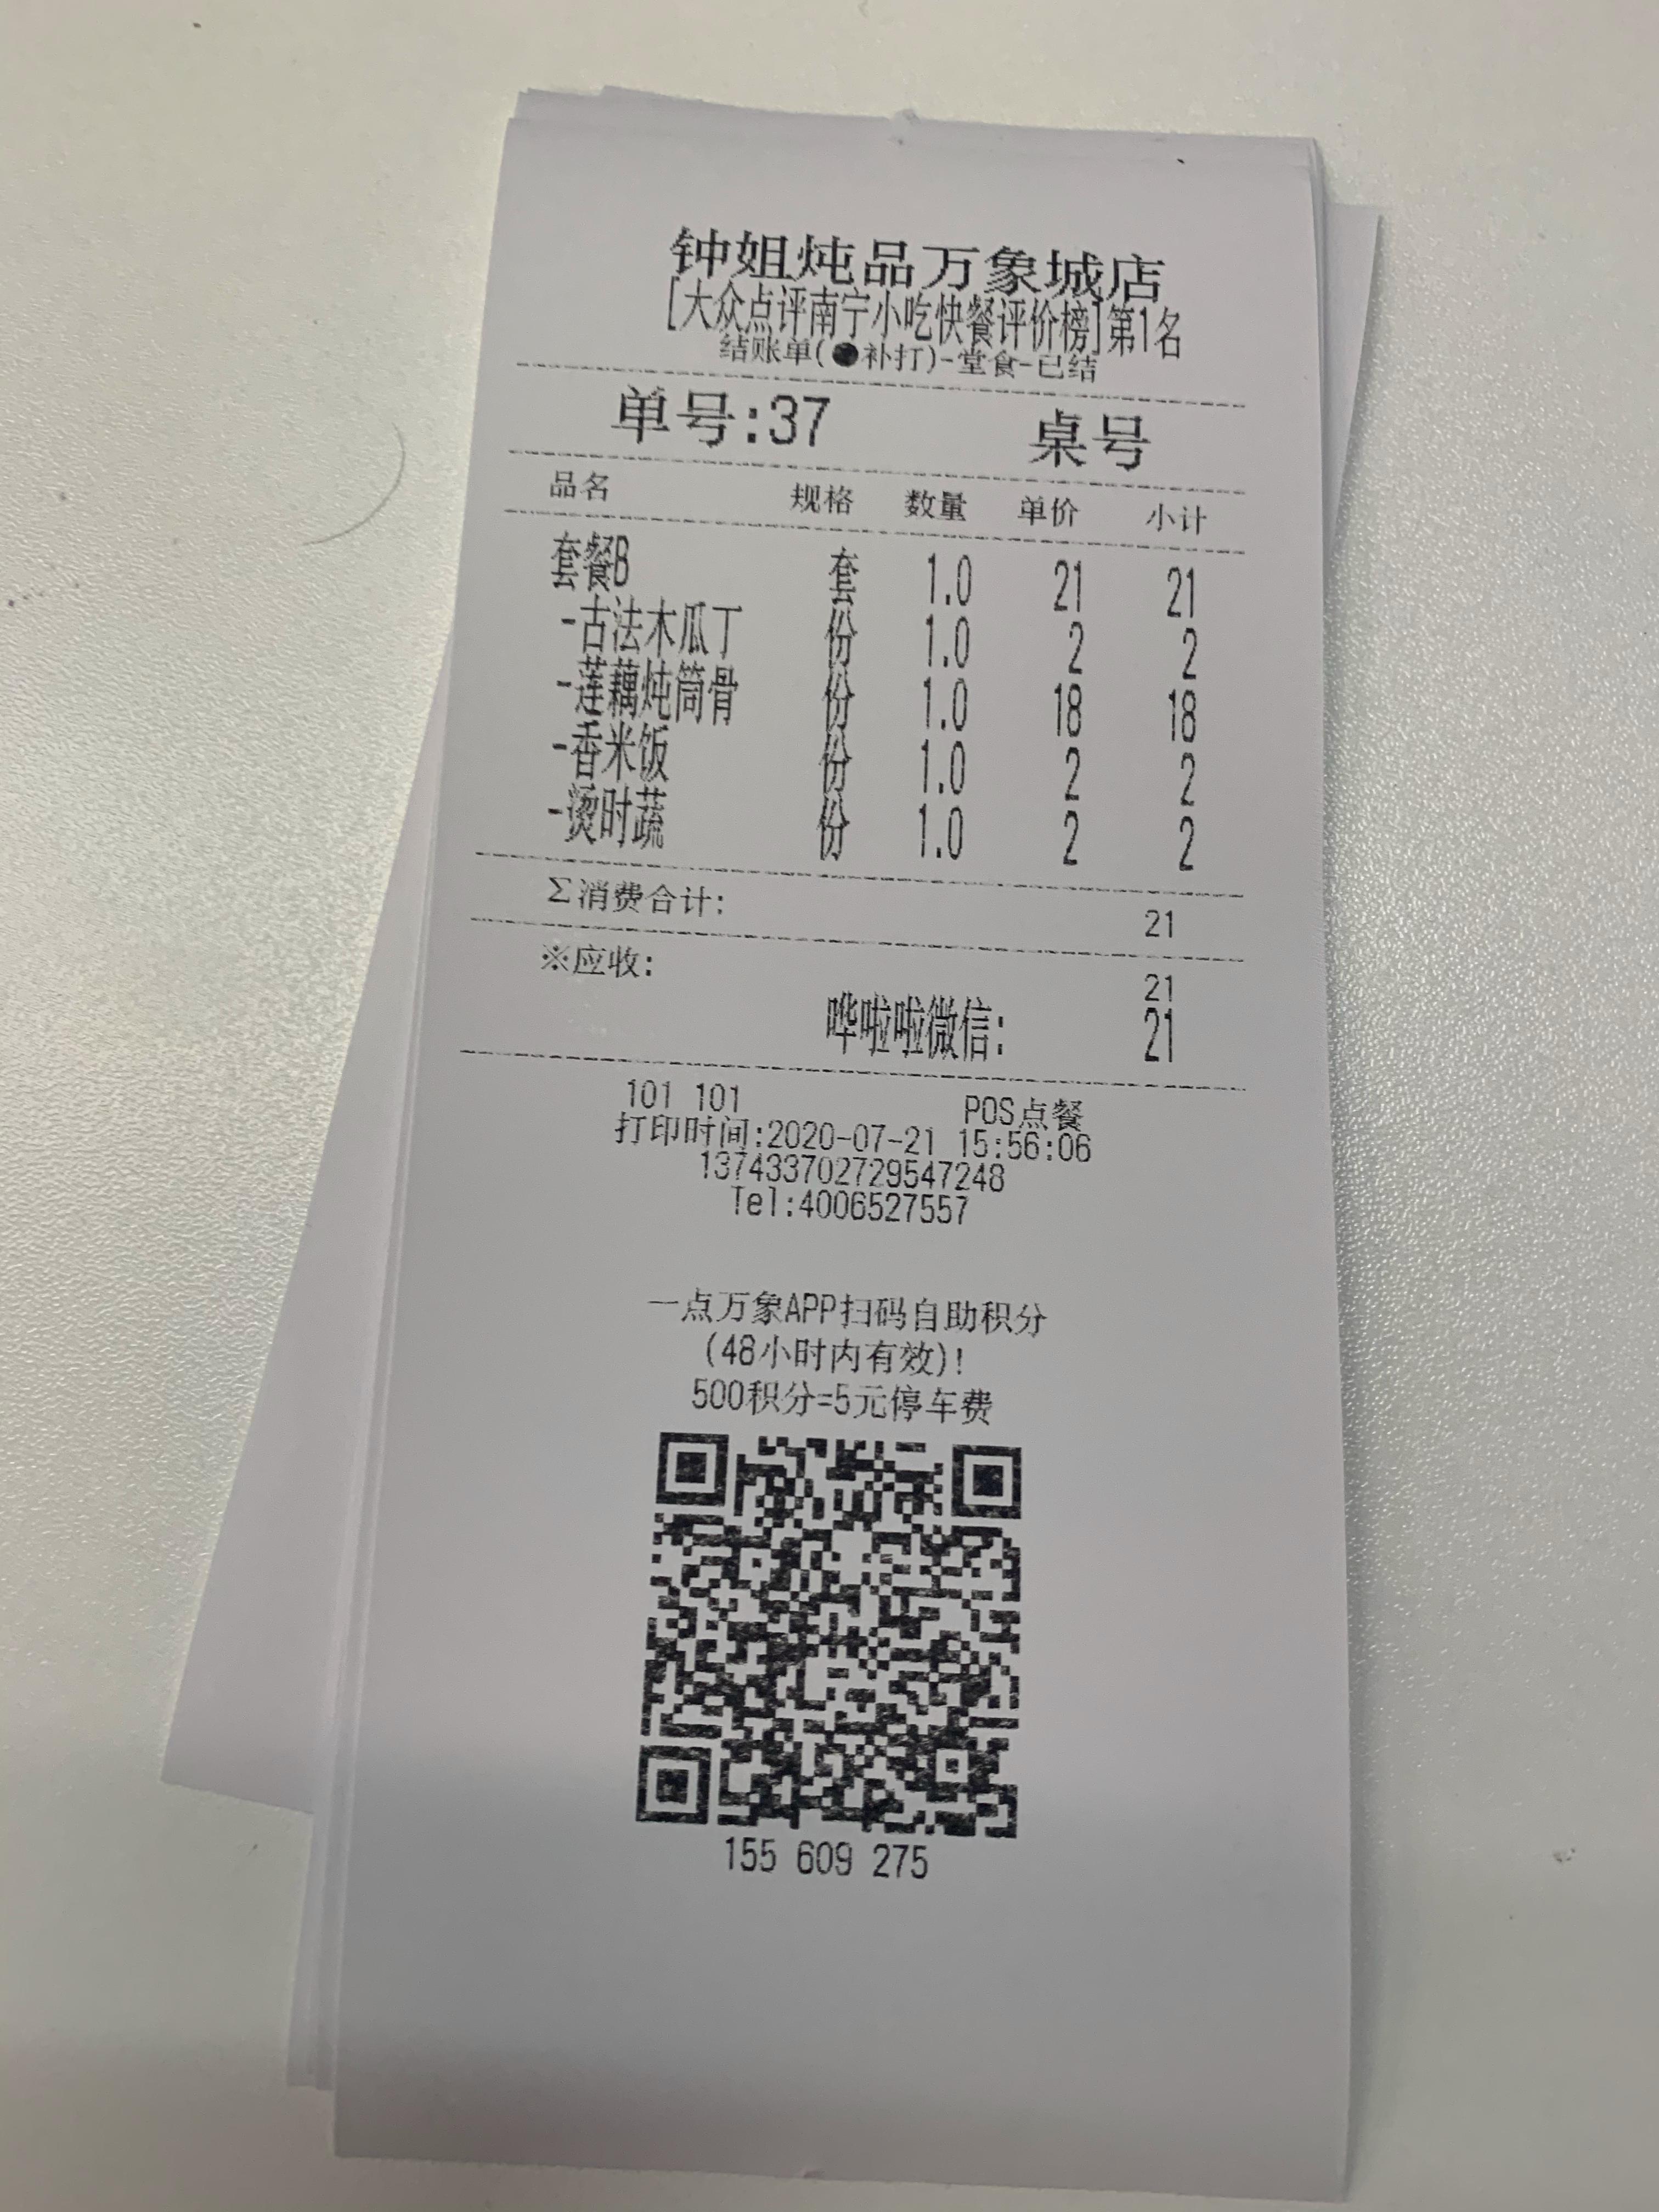 钟姐炖品万象城店
[大众点评南宁小吃快餐评价榜]第1名
结账单(●补打)-堂食-已结
单号:37 桌号
品名 规格 数量 单价 小计
套餐B 套 1.0 21 21
-古法木瓜丁 份 1.0 2 2
-莲藕炖筒骨 份 1.0 18 18
-香米饭 份 1.0 2 2
-烫时蔬 份 1.0 2 2
Σ消费合计: 21
※应收: 21
哗啦啦微信: 21
101 101 POS点餐
打印时间:2020-07-21 15:56:06
137433702729547248
Tel:4006527557
一点万象APP扫码自助积分
(48小时内有效)!
500积分=5元停车费
155 609 275